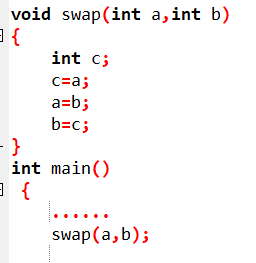 void swap(int a,int b)
{
int c;
c=a;
a=b;
b=c;
}
int main()
{
......
swap(a,b);